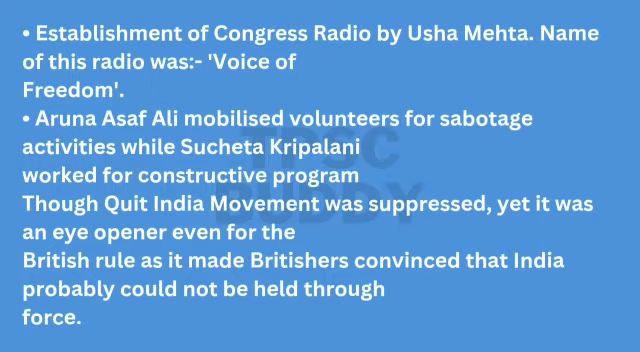 • Establishment of Congress Radio by Usha Mehta. Name
of this radio was:- 'Voice of
Freedom'.
• Aruna Asaf Ali mobilised volunteers for sabotage
activities while Sucheta Kripalani
worked for constructive program
Though Quit India Movement was suppressed, yet it was
an eye opener even for the
British rule as it made Britishers convinced that India
probably could not be held through
force.
TPSC
BUDDY